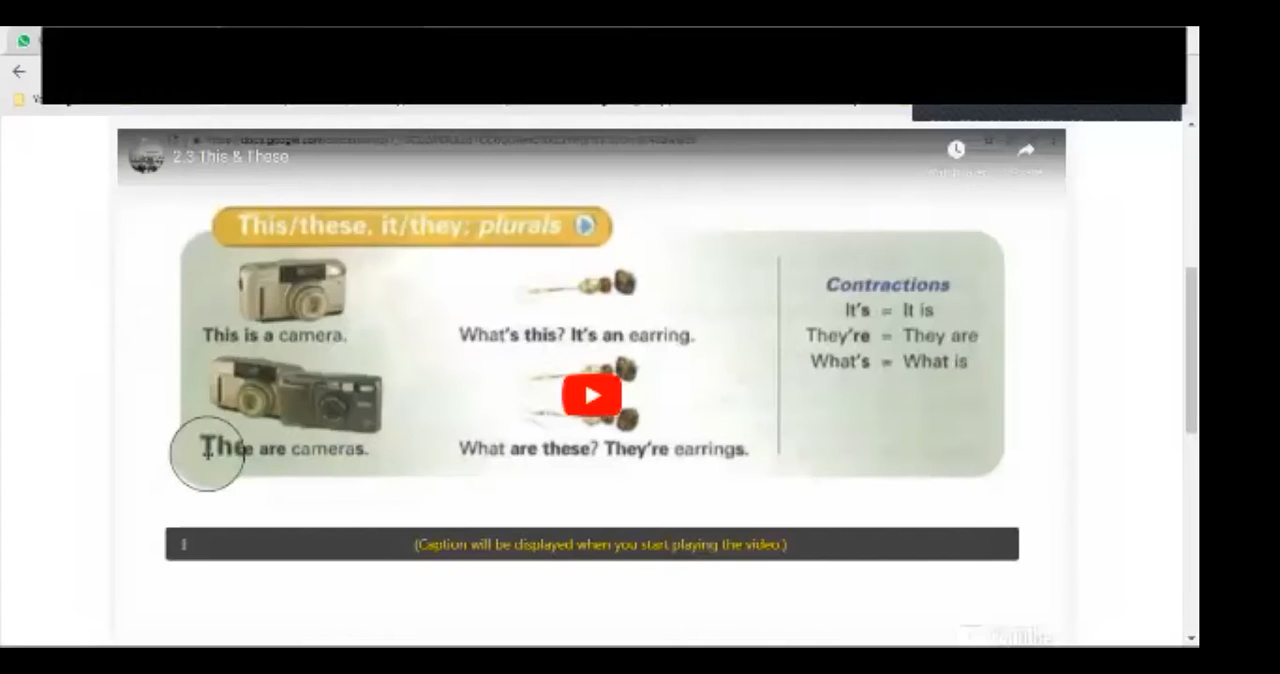 2.3 This & These
This/these, it/they; plurals
This is a camera.
What's this? It's an earring.
The e are cameras.
What are these? They're earrings.
Contractions
It's = It is
They're = They are
What's = What is
(Caption will be displayed when you start playing the video.)